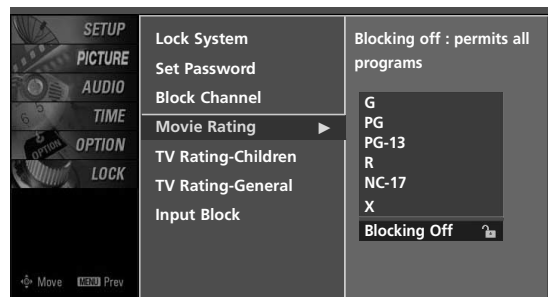 SETUP
PICTURE
AUDIO
TIME
OPTION
LOCK
Move MENU Prev
Lock System
Set Password
Block Channel
Movie Rating
TV Rating-Children
TV Rating-General
Input Block
Blocking off : permits all
programs
G
PG
PG-13
R
NC-17
X
Blocking Off